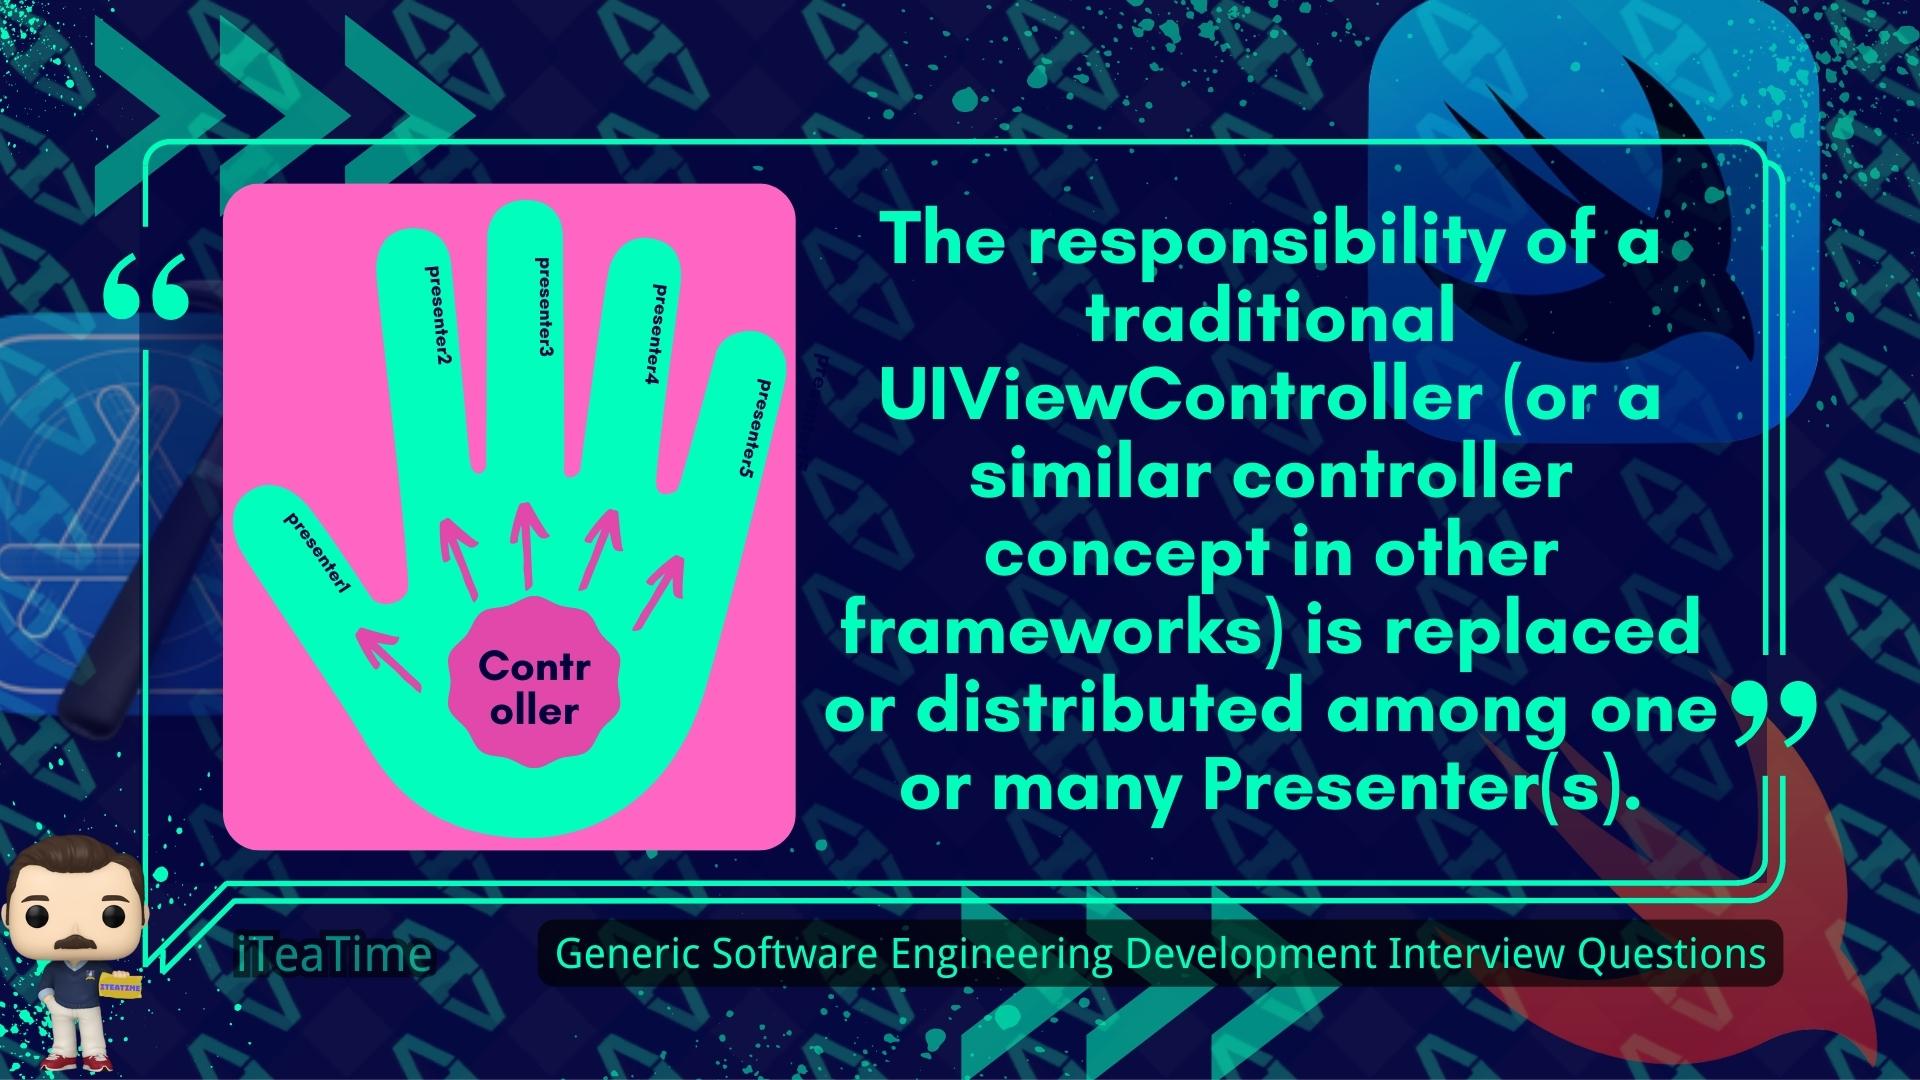 presenter1
presenter2
presenter3
presenter4
presenter5
Contr
oller
“
The responsibility of a
traditional
UIViewController (or a
similar controller
concept in other
frameworks) is replaced
or distributed among one
or many Presenter(s).
”
ITEATIME
iTeaTime
Generic Software Engineering Development Interview Questions